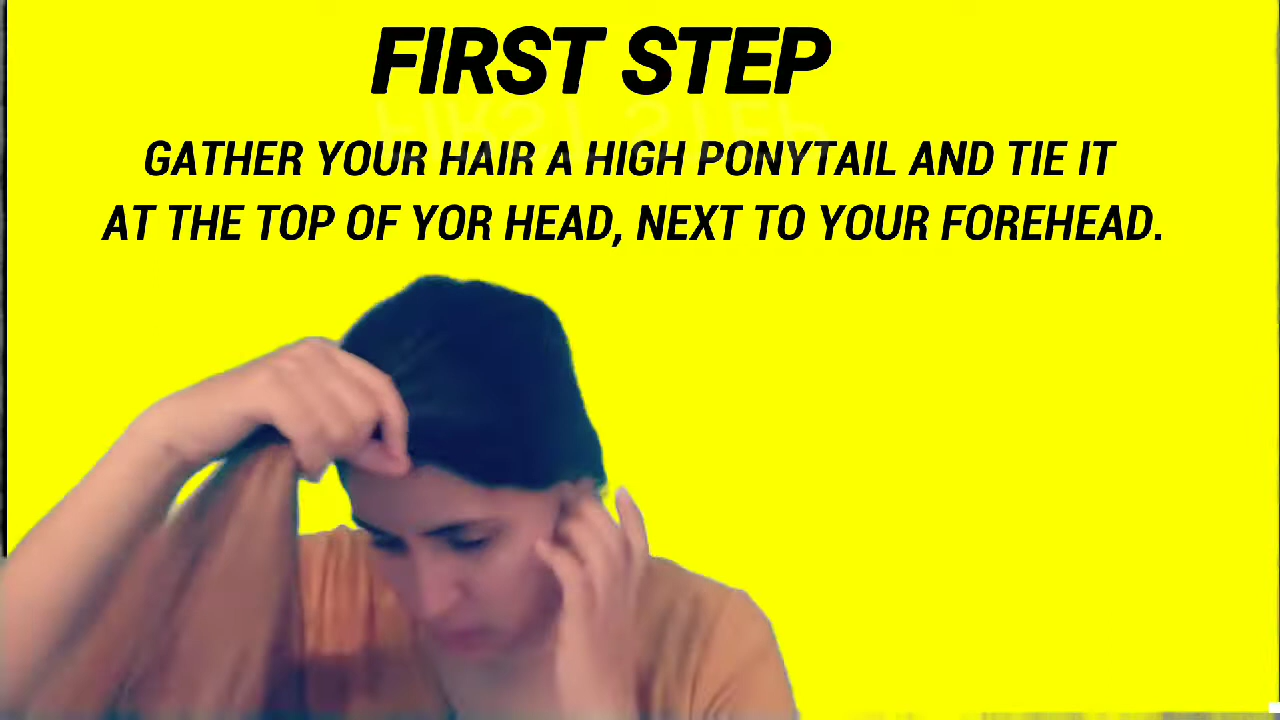 FIRST STEP
GATHER YOUR HAIR A HIGH PONYTAIL AND TIE IT
AT THE TOP OF YOR HEAD, NEXT TO YOUR FOREHEAD.